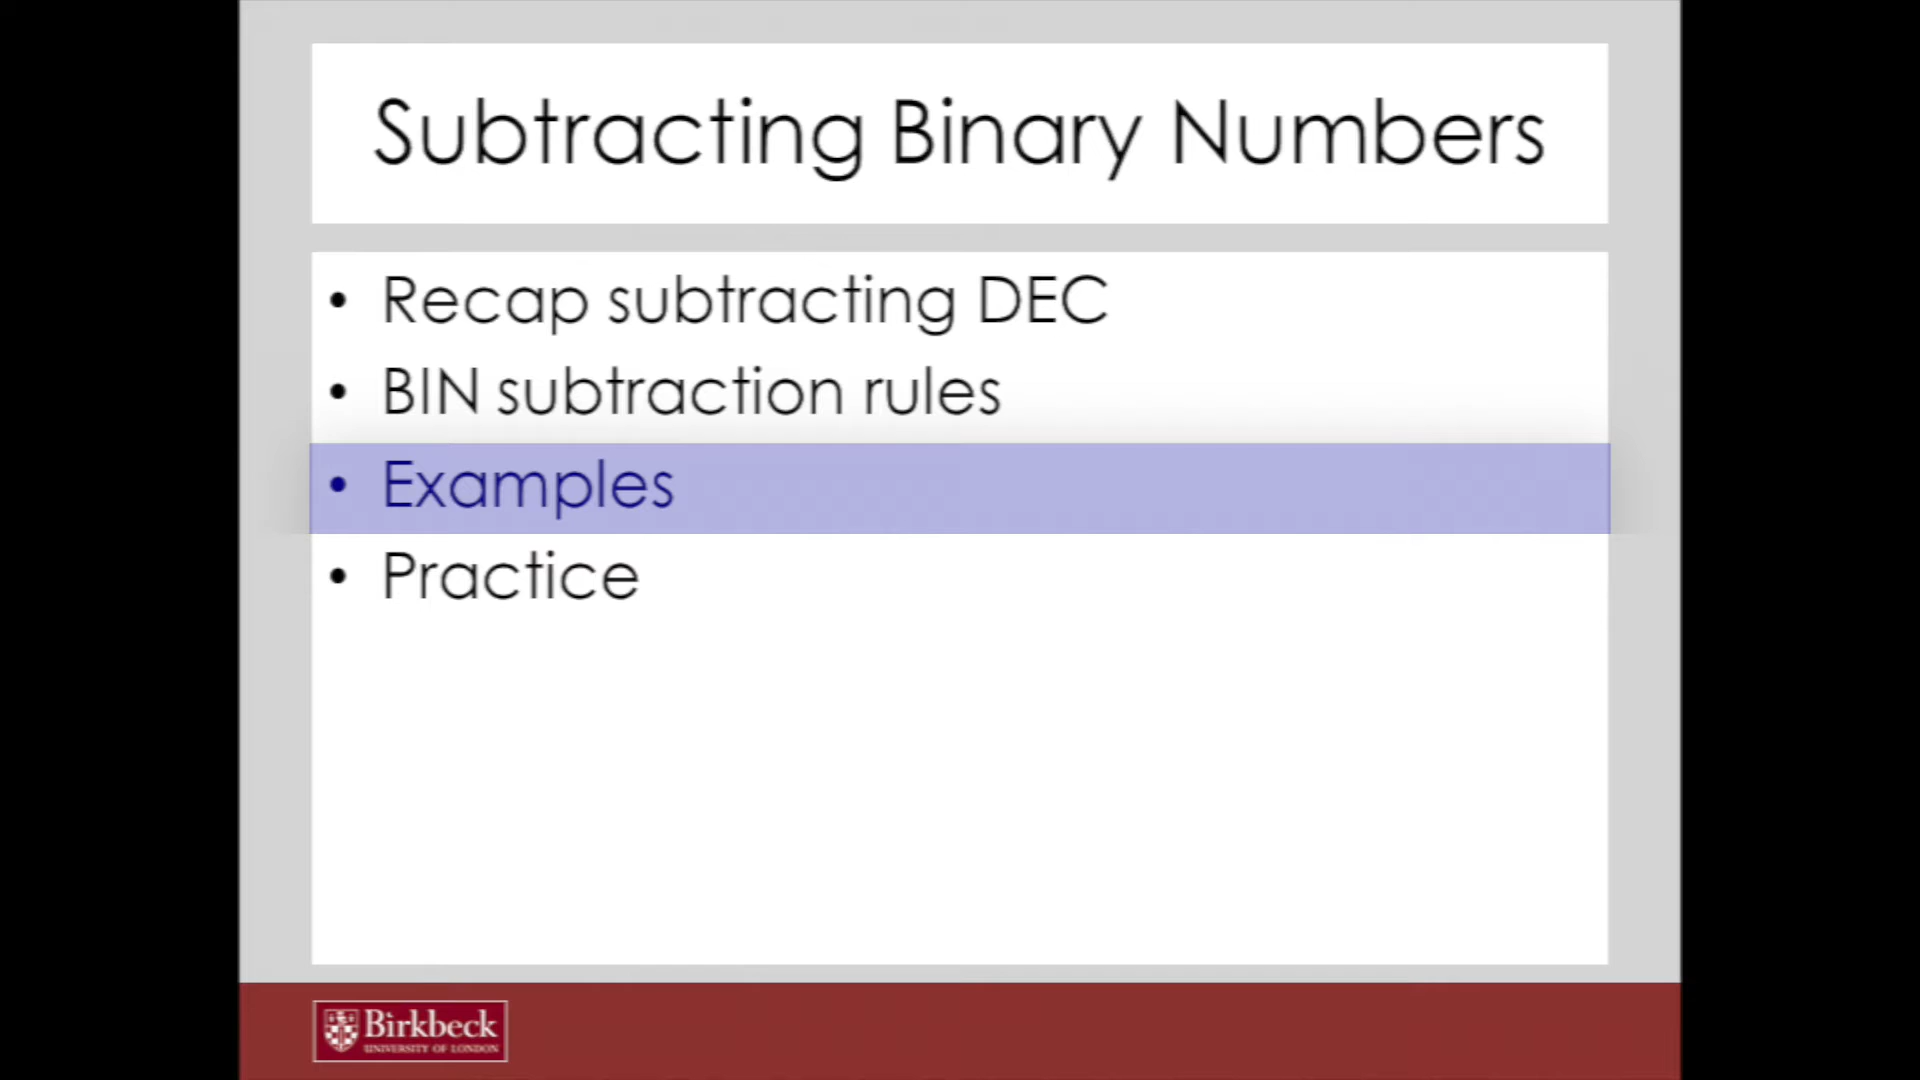 Subtracting Binary Numbers
• Recap subtracting DEC
• BIN subtraction rules
• Examples
• Practice
Birkbeck
UNIVERSITY OF LONDON